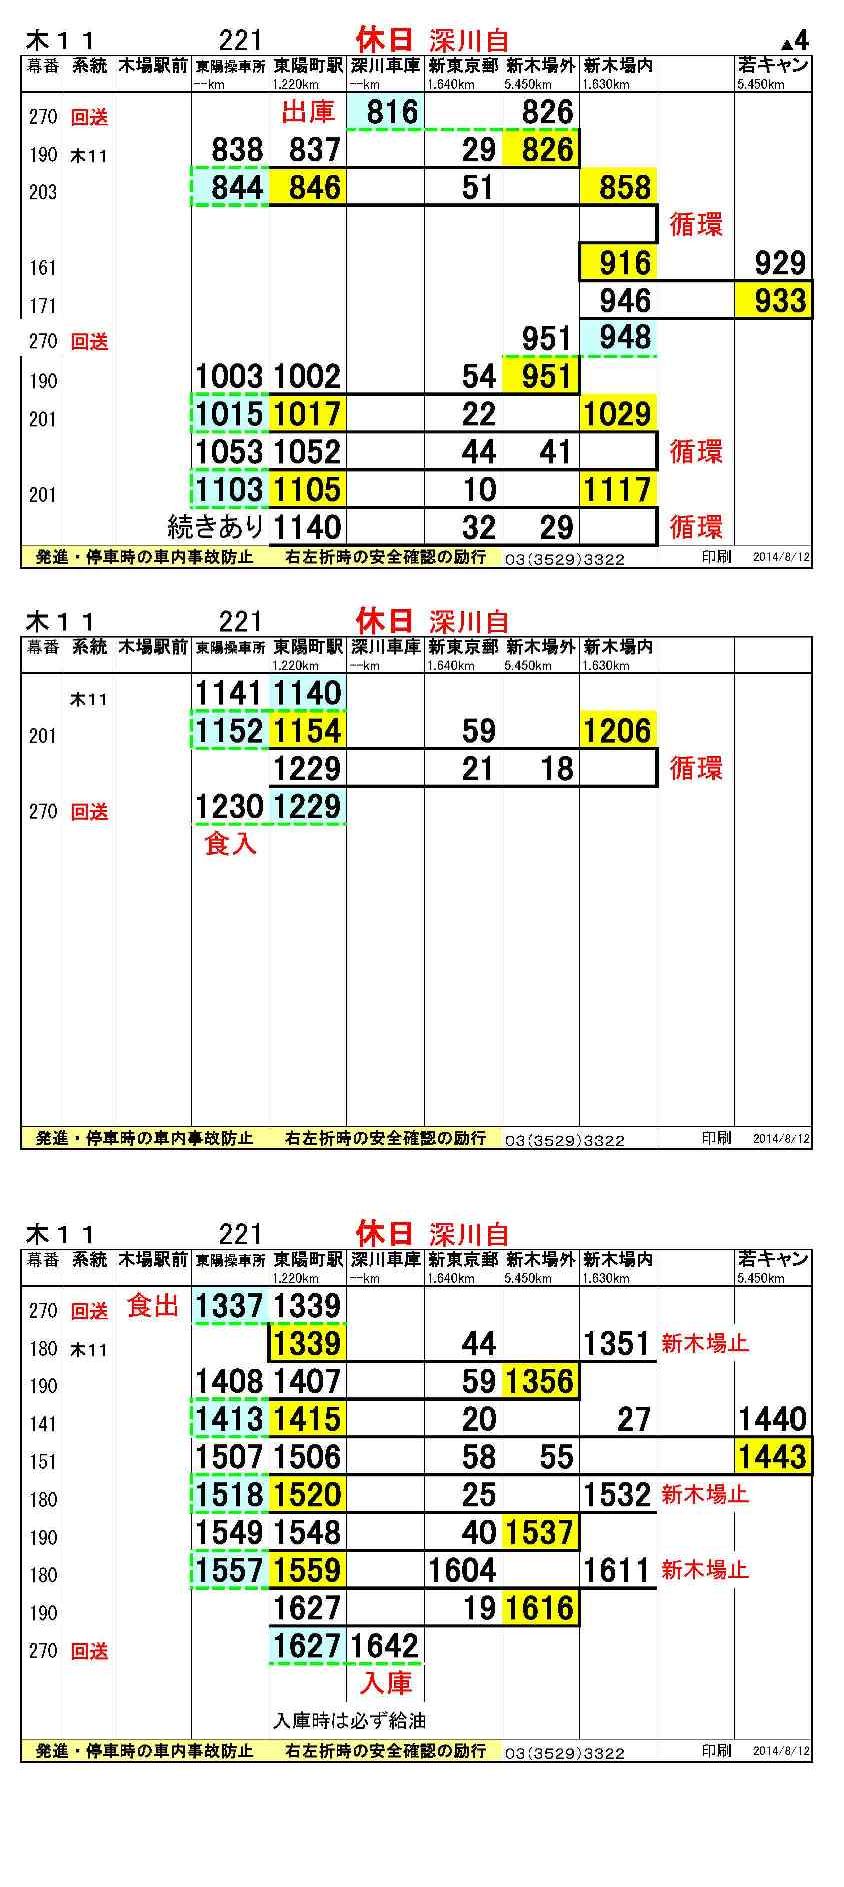 木１１ 221 休日 深川自 ▲4
幕番 系統 木場駅前 東陽操車所 東陽町駅 深川車庫 新東京郵 新木場外 新木場内 若キャン
--km 1.220km --km 1.640km 5.450km 1.630km 5.450km
270 回送 出庫 816 826
190 木11 838 837 29 826
203 844 846 51 858
循環
161 916 929
171 946 933
270 回送 951 948
190 1003 1002 54 951
201 1015 1017 22 1029
1053 1052 44 41 循環
201 1103 1105 10 1117
続きあり 1140 32 29 循環
発進・停車時の車内事故防止 右左折時の安全確認の励行 03(3529)3322 印刷 2014/8/12
木１１ 221 休日 深川自
幕番 系統 木場駅前 東陽操車所 東陽町駅 深川車庫 新東京郵 新木場外 新木場内
1.220km --km 1.640km 5.450km 1.630km
木11 1141 1140
201 1152 1154 59 1206
1229 21 18 循環
270 回送 1230 1229
食入
発進・停車時の車内事故防止 右左折時の安全確認の励行 03(3529)3322 印刷 2014/8/12
木１１ 221 休日 深川自
幕番 系統 木場駅前 東陽操車所 東陽町駅 深川車庫 新東京郵 新木場外 新木場内 若キャン
1.220km --km 1.640km 5.450km 1.630km 5.450km
270 回送 食出 1337 1339
180 木11 1339 44 1351 新木場止
190 1408 1407 59 1356
141 1413 1415 20 27 1440
151 1507 1506 58 55 1443
180 1518 1520 25 1532 新木場止
190 1549 1548 40 1537
180 1557 1559 1604 1611 新木場止
190 1627 19 1616
270 回送 1627 1642
入庫
入庫時は必ず給油
発進・停車時の車内事故防止 右左折時の安全確認の励行 03(3529)3322 印刷 2014/8/12